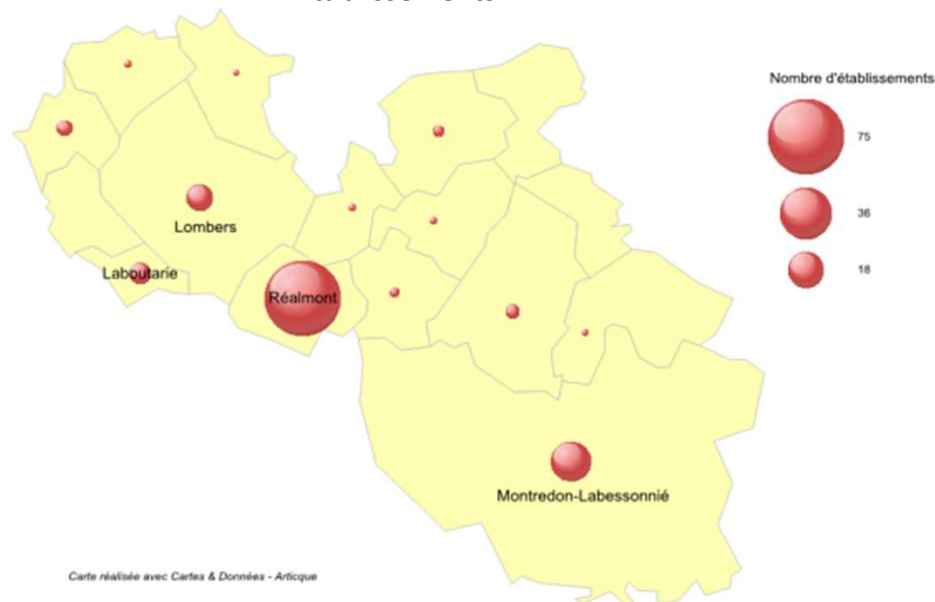 Nombre d'établissements
75
36
18
Lombers
Laboutarie
Réalmont
Montredon-Labessonnié
Carte réalisée avec Cartes & Données - Articque